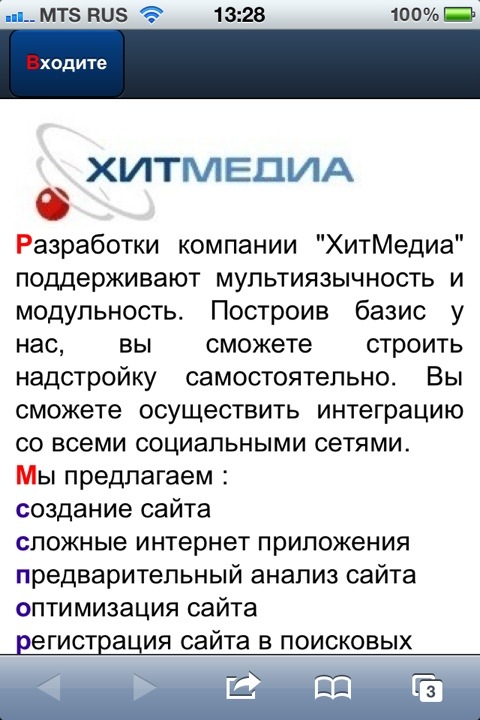 MTS RUS 13:28 100%
Входите
ХИТМЕДИА
Разработки компании "ХитМедиа"
поддерживают мультиязычность и
модульность. Построив базис у
нас, вы сможете строить
надстройку самостоятельно. Вы
сможете осуществить интеграцию
со всеми социальными сетями.
Мы предлагаем :
создание сайта
сложные интернет приложения
предварительный анализ сайта
оптимизация сайта
регистрация сайта в поисковых
3